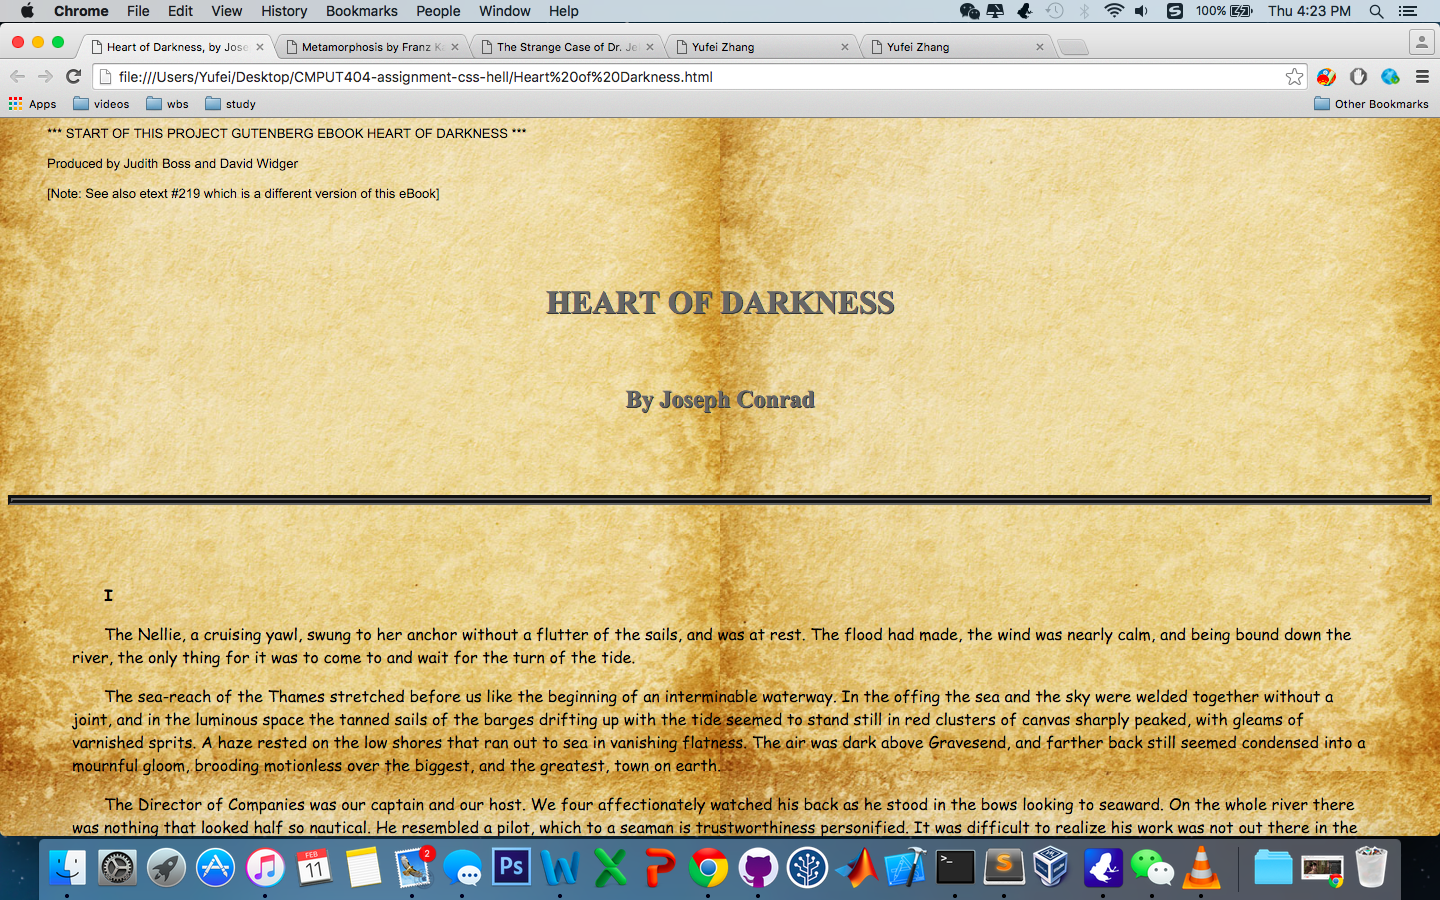 Chrome File Edit View History Bookmarks People Window Help 100% Thu 4:23 PM
Heart of Darkness, by Jose Metamorphosis by Franz K The Strange Case of Dr. Je Yufei Zhang Yufei Zhang
file:///Users/Yufei/Desktop/CMPUT404-assignment-css-hell/Heart%20of%20Darkness.html
Apps videos wbs study Other Bookmarks
*** START OF THIS PROJECT GUTENBERG EBOOK HEART OF DARKNESS ***
Produced by Judith Boss and David Widger
[Note: See also etext #219 which is a different version of this eBook]
HEART OF DARKNESS
By Joseph Conrad
I
The Nellie, a cruising yawl, swung to her anchor without a flutter of the sails, and was at rest. The flood had made, the wind was nearly calm, and being bound down the
river, the only thing for it was to come to and wait for the turn of the tide.
The sea-reach of the Thames stretched before us like the beginning of an interminable waterway. In the offing the sea and the sky were welded together without a
joint, and in the luminous space the tanned sails of the barges drifting up with the tide seemed to stand still in red clusters of canvas sharply peaked, with gleams of
varnished sprits. A haze rested on the low shores that ran out to sea in vanishing flatness. The air was dark above Gravesend, and farther back still seemed condensed into a
mournful gloom, brooding motionless over the biggest, and the greatest, town on earth.
The Director of Companies was our captain and our host. We four affectionately watched his back as he stood in the bows looking to seaward. On the whole river there
was nothing that looked half so nautical. He resembled a pilot, which to a seaman is trustworthiness personified. It was difficult to realize his work was not out there in the
FEB
11
2
Ps